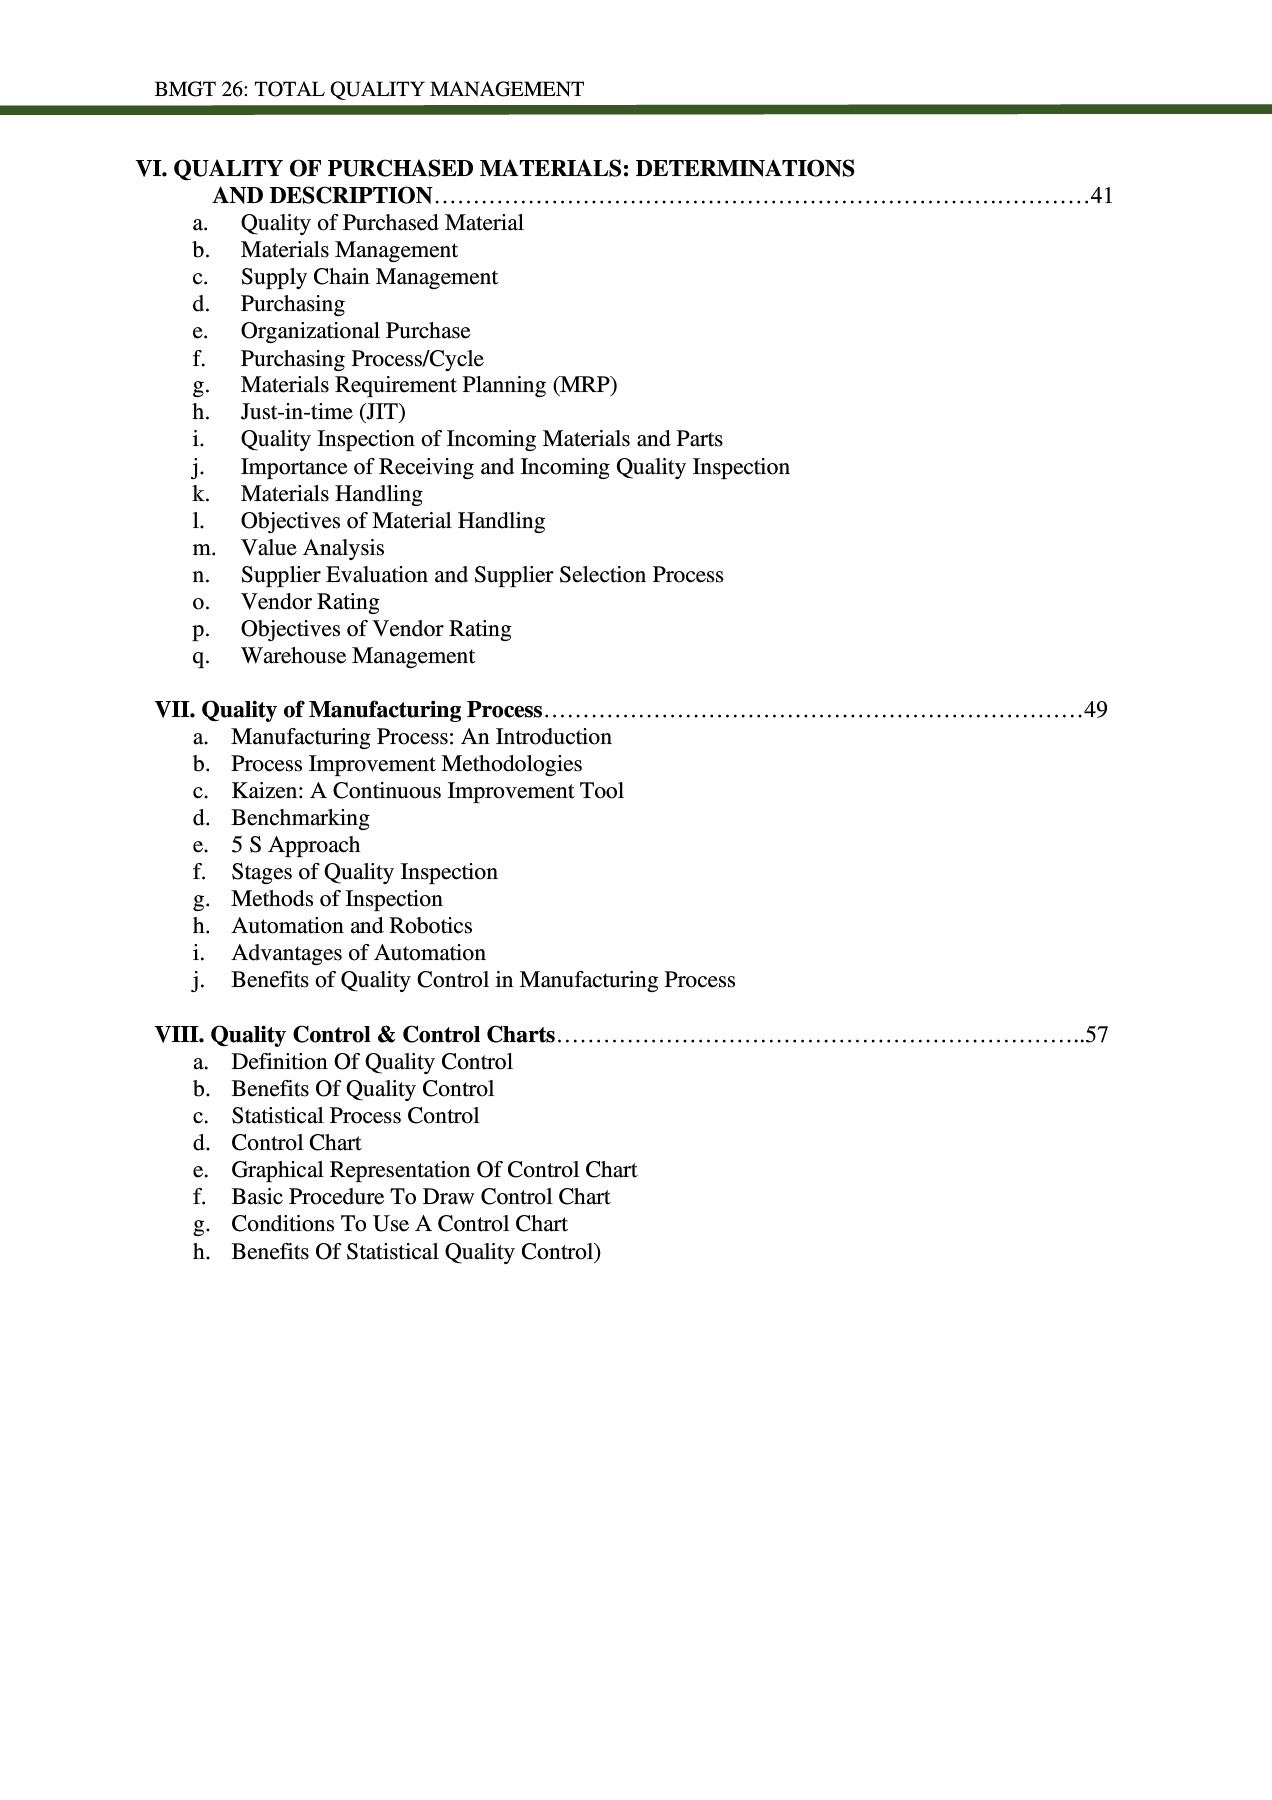 BMGT 26: TOTAL QUALITY MANAGEMENT
VI. QUALITY OF PURCHASED MATERIALS: DETERMINATIONS
AND DESCRIPTION…………………………………………………………………………41
a. Quality of Purchased Material
b. Materials Management
c. Supply Chain Management
d. Purchasing
e. Organizational Purchase
f. Purchasing Process/Cycle
g. Materials Requirement Planning (MRP)
h. Just-in-time (JIT)
i. Quality Inspection of Incoming Materials and Parts
j. Importance of Receiving and Incoming Quality Inspection
k. Materials Handling
l. Objectives of Material Handling
m. Value Analysis
n. Supplier Evaluation and Supplier Selection Process
o. Vendor Rating
p. Objectives of Vendor Rating
q. Warehouse Management
VII. Quality of Manufacturing Process……………………………………………………………49
a. Manufacturing Process: An Introduction
b. Process Improvement Methodologies
c. Kaizen: A Continuous Improvement Tool
d. Benchmarking
e. 5 S Approach
f. Stages of Quality Inspection
g. Methods of Inspection
h. Automation and Robotics
i. Advantages of Automation
j. Benefits of Quality Control in Manufacturing Process
VIII. Quality Control & Control Charts…………………………………………………………..57
a. Definition Of Quality Control
b. Benefits Of Quality Control
c. Statistical Process Control
d. Control Chart
e. Graphical Representation Of Control Chart
f. Basic Procedure To Draw Control Chart
g. Conditions To Use A Control Chart
h. Benefits Of Statistical Quality Control)